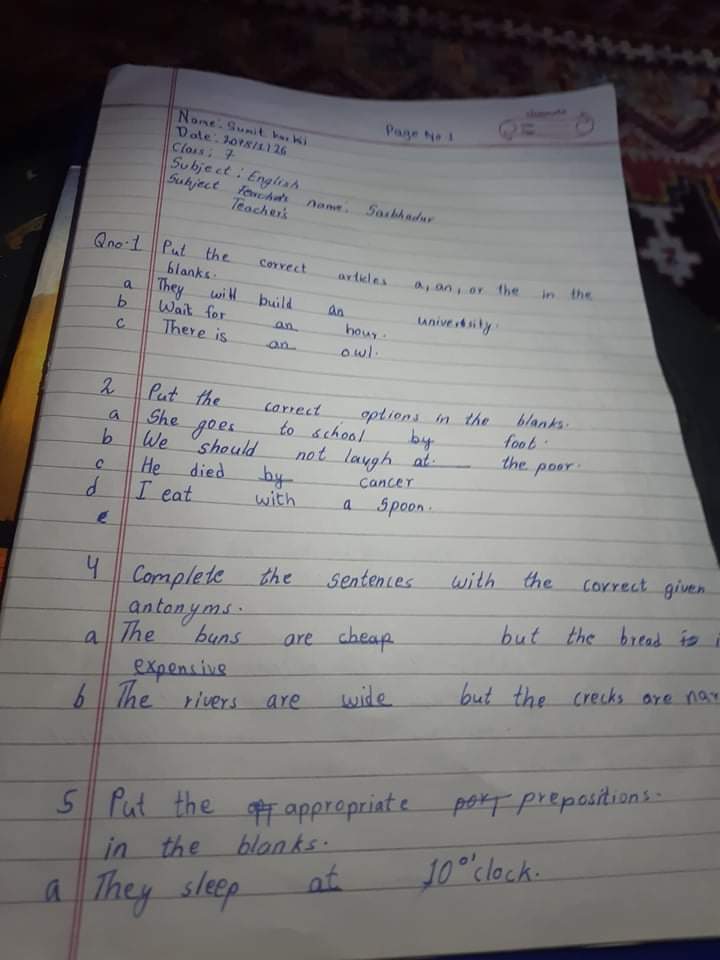 Name: Sumit Karki
Page No 1
Date: 2078/2/26
Class: 7
Subject: English
Subject Teacher name. Sarbhadur
Teacher's
Qno.1 Put the correct articles a, an, or the in the
blanks.
a They will build an university.
b Wait for an hour.
c There is an owl.
2 Put the correct options in the blanks.
a She goes to school by foot.
b We should not laugh at the poor.
c He died by cancer
d I eat with a spoon.
e
4 Complete the sentences with the correct given
antonyms.
a The buns are cheap but the bread is
expensive
b The rivers are wide but the crecks are nar
5 Put the appropriate prepositions.
in the blanks.
a They sleep at 10 o'clock.